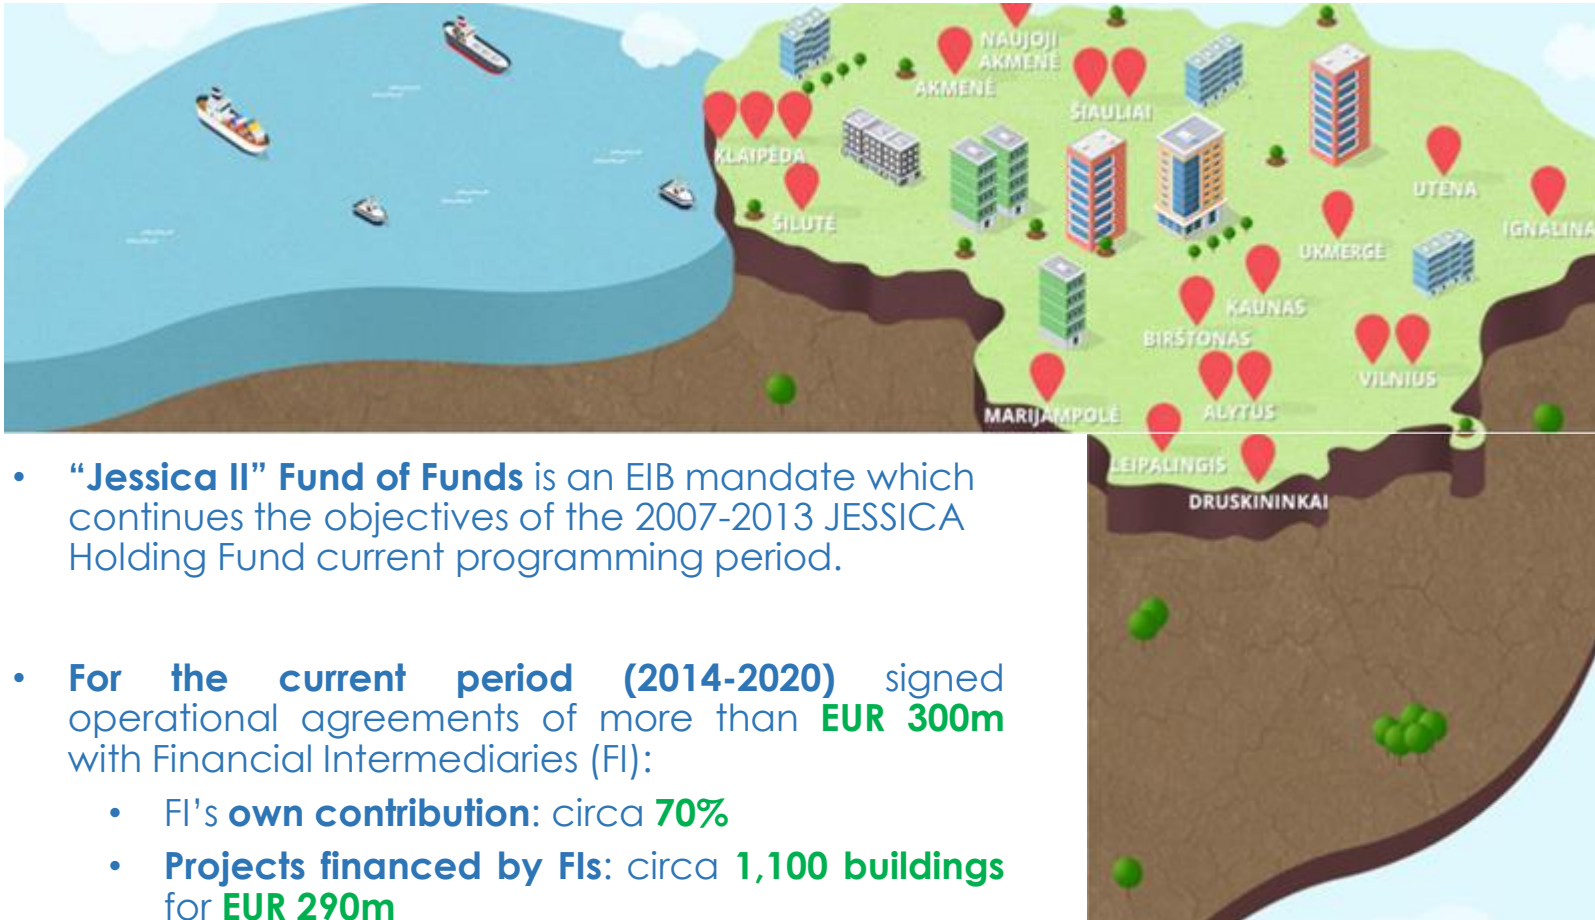 NAUJOJI
AKMENĖ
AKMENĖ
ŠIAULIAI
KLAIPĖDA
UTENA
ŠILUTĖ
IGNALINA
UKMERGĖ
KAUNAS
BIRŠTONAS
VILNIUS
MARIJAMPOLĖ
ALYTUS
LEIPALINGIS
DRUSKININKAI
• “Jessica II” Fund of Funds is an EIB mandate which
continues the objectives of the 2007-2013 JESSICA
Holding Fund current programming period.
• For the current period (2014-2020) signed
operational agreements of more than EUR 300m
with Financial Intermediaries (FI):
• FI’s own contribution: circa 70%
• Projects financed by FIs: circa 1,100 buildings
for EUR 290m